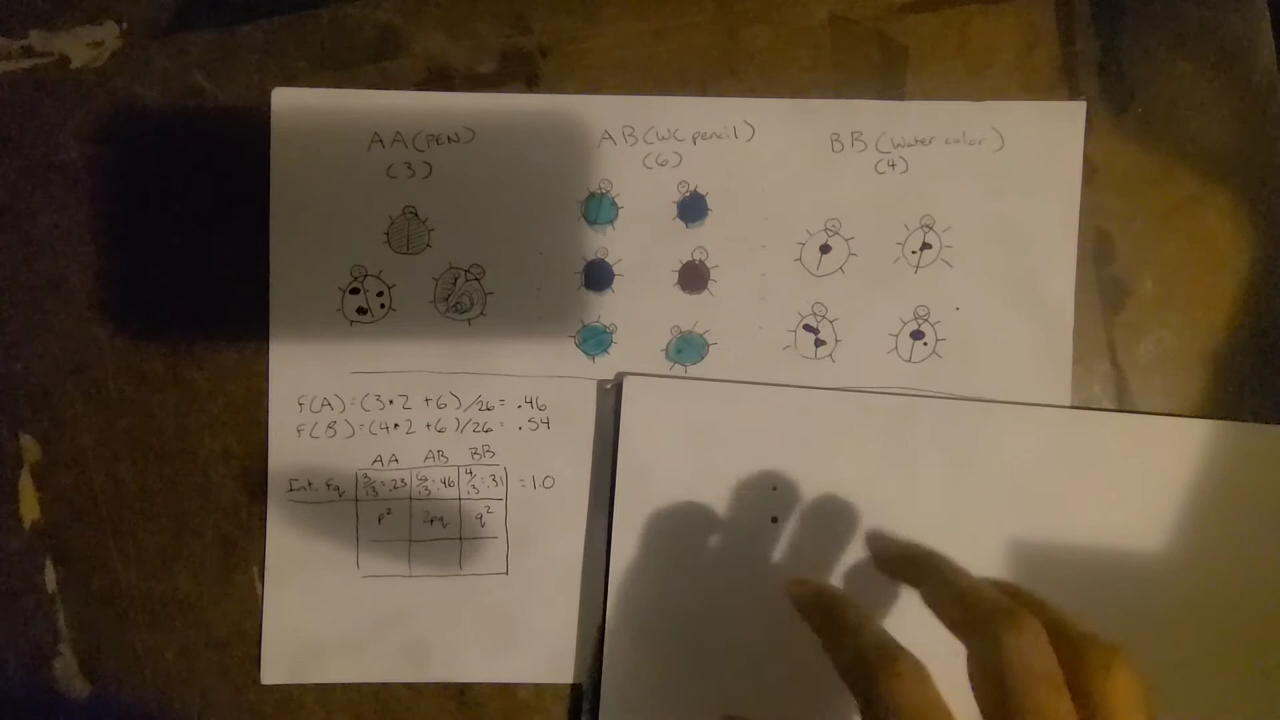 AA (PEN)
(3)
AB (WC pencil)
(6)
BB (Water color)
(4)
f(A) = (3*2 +6)/26 = .46
f(B) = (4*2 +6)/26 = .54
AA AB BB
Int. fq 3/13 = .23 6/13 = .46 4/13 = .31 = 1.0
p² 2pq q²